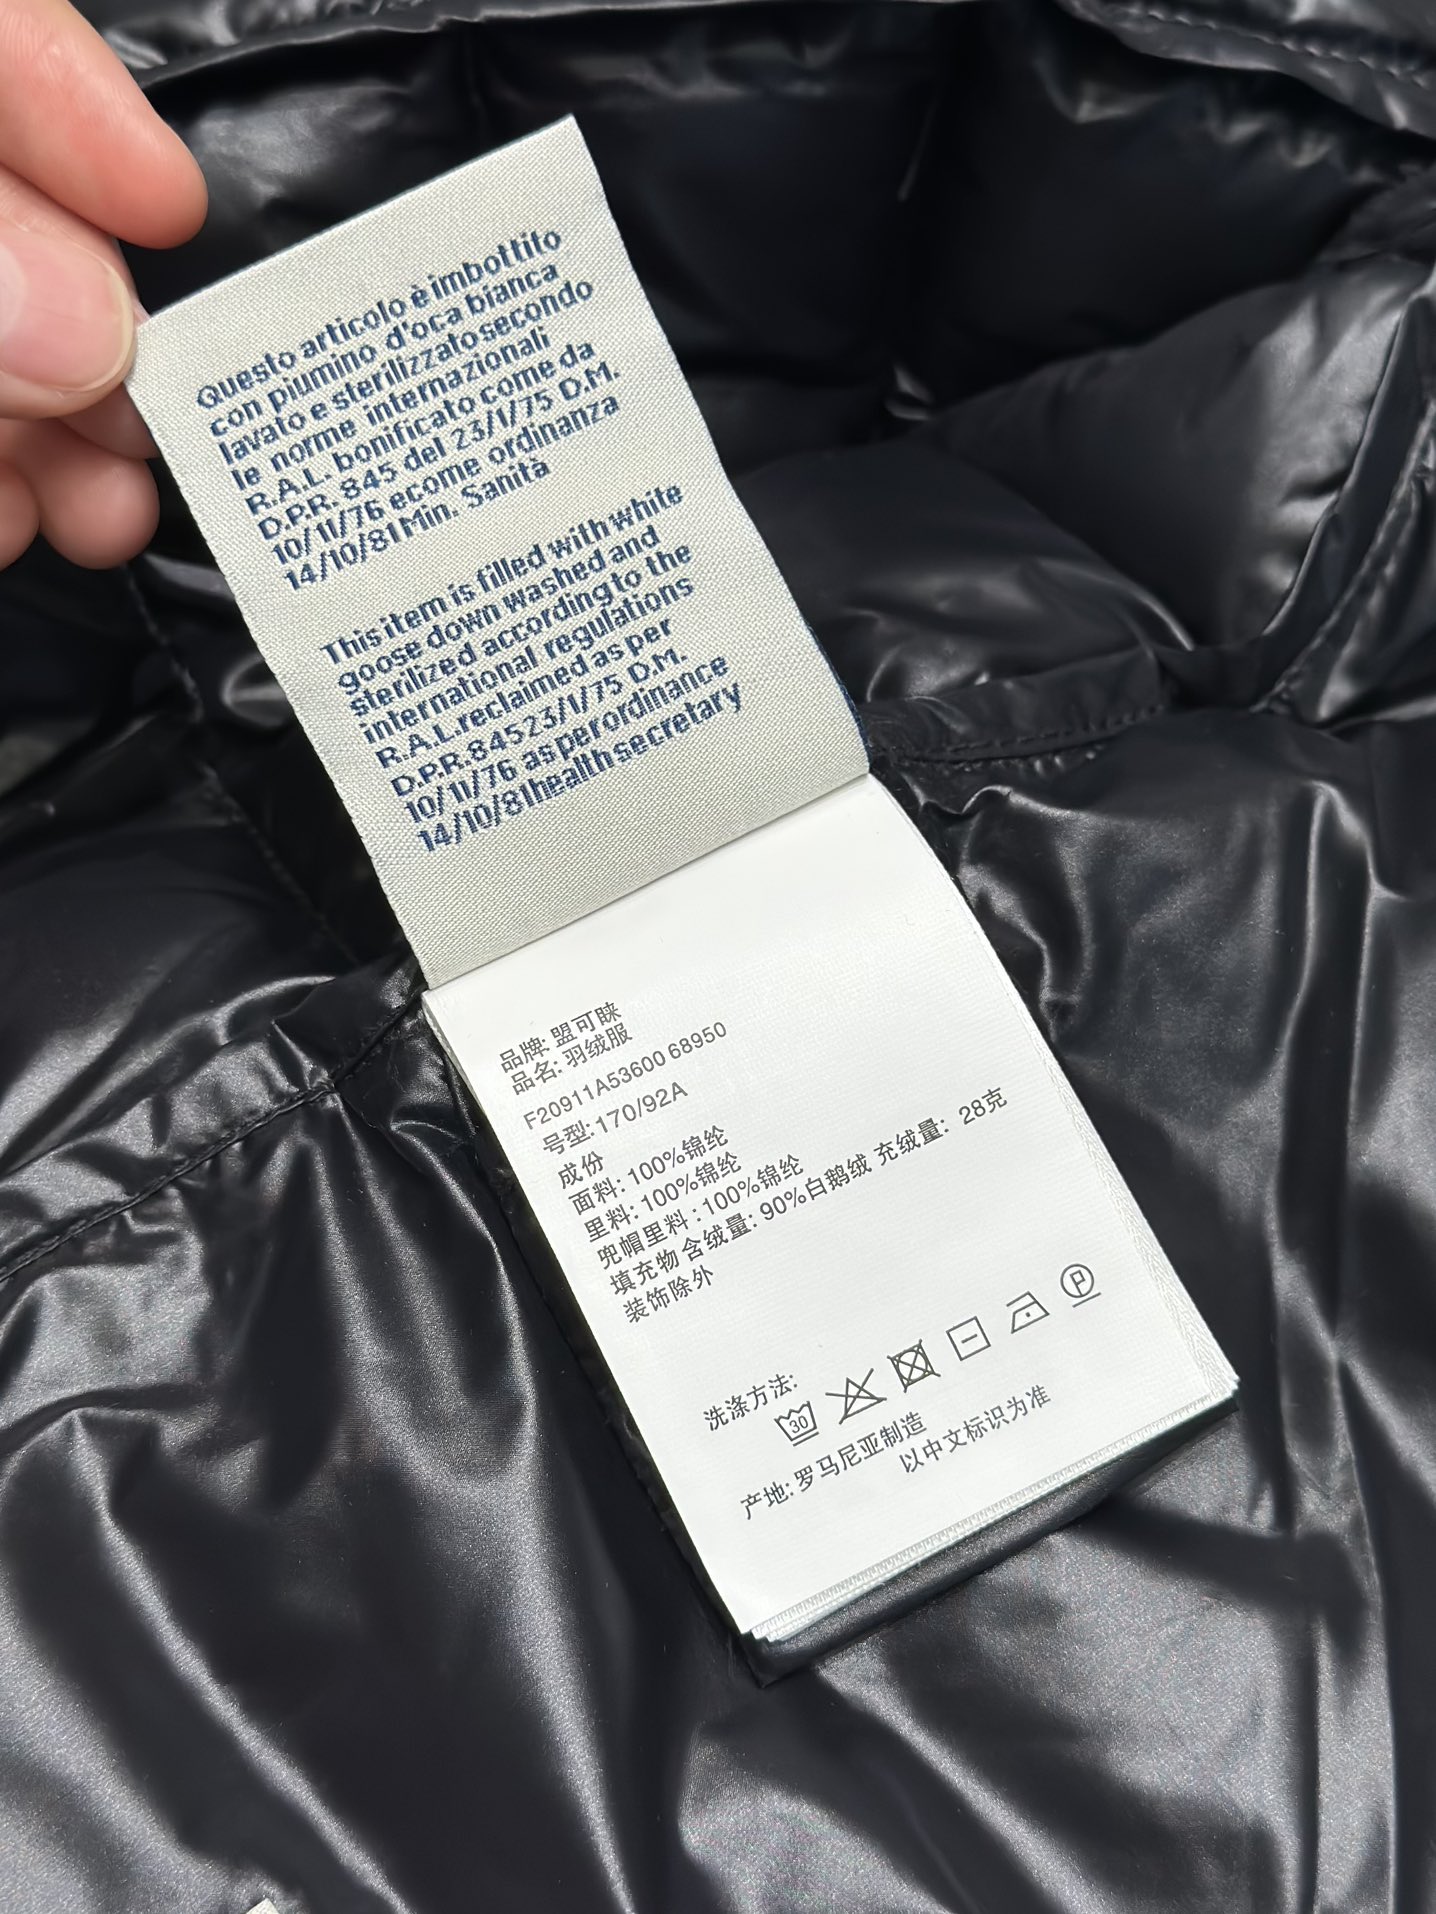 Questo articolo è imbottito
con piumino d'oca bianca
lavato e sterilizzato secondo
le norme internazionali
R.A.L. bonificato come da
D.P.R. 845 del 23/1/75 D.M.
10/11/76 ecome ordinanza
14/10/81Min. Sanità
This item is filled with white
goose down washed and
sterilized according to the
international regulations
R.A.L.reclaimed as per
D.P.R.84523/1/75 D.M.
10/11/76 as per ordinance
14/10/81health secretary
品牌: 盟可睐
品名: 羽绒服
F20911A53600 68950
号型:170/92A
成份
面料: 100%锦纶
里料: 100%锦纶
兜帽里料 : 100%锦纶
填充物 含绒量: 90%白鹅绒 充绒量: 28克
装饰除外
洗涤方法:
30
P
产地: 罗马尼亚制造
以中文标识为准